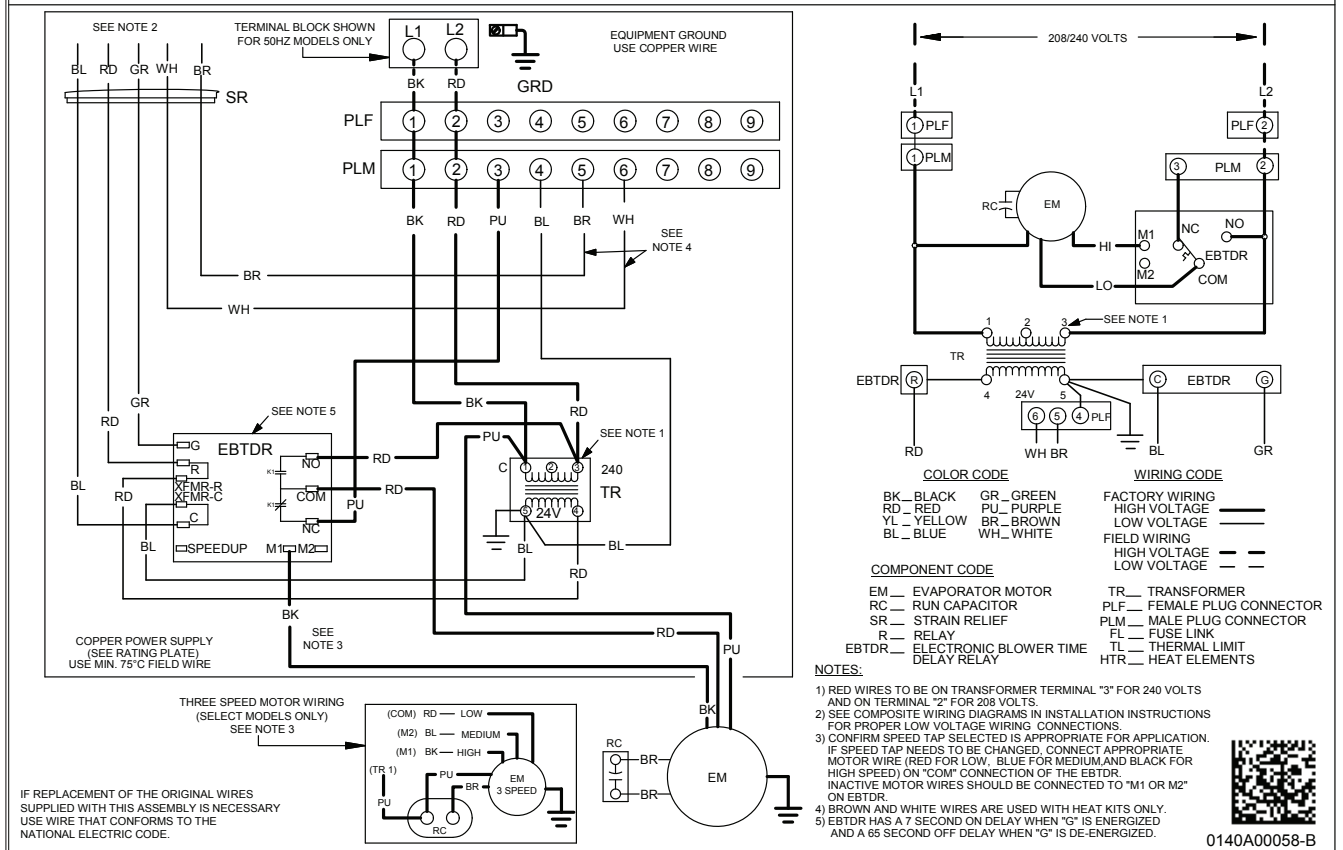 SEE NOTE 2
TERMINAL BLOCK SHOWN
FOR 50HZ MODELS ONLY
L1 L2
EQUIPMENT GROUND
USE COPPER WIRE
BL RD GR WH BR
SR
BK RD
GRD
PLF 1 2 3 4 5 6 7 8 9
PLM 1 2 3 4 5 6 7 8 9
BK RD PU BL BR WH
SEE
NOTE 4
BR
WH
GR
RD
BL
RD
SEE NOTE 5
EBTDR
G
R
XFMR-R
XFMR-C
C
SPEEDUP
M1 M2
K1
K1
NO
COM
NC
RD
RD
PU
BK
PU
RD
SEE NOTE 1
C 1 2 3 240
TR
5 24V 4
BL
BL
BL
BL
RD
BK
SEE
NOTE 3
RD
PU
BK
COPPER POWER SUPPLY
(SEE RATING PLATE)
USE MIN. 75°C FIELD WIRE
THREE SPEED MOTOR WIRING
(SELECT MODELS ONLY)
SEE NOTE 3
(COM) RD LOW
(M2) BL MEDIUM
(M1) BK HIGH
(TR 1)
PU
PU
BR
EM
3 SPEED
RC
RC
BR
BR
EM
IF REPLACEMENT OF THE ORIGINAL WIRES
SUPPLIED WITH THIS ASSEMBLY IS NECESSARY
USE WIRE THAT CONFORMS TO THE
NATIONAL ELECTRIC CODE.
208/240 VOLTS
L1 L2
1 PLF
PLF 2
1 PLM
3 PLM 2
RC
EM
HI
LO
M1
M2
NC
NO
EBTDR
COM
1 2 3
SEE NOTE 1
TR
4 24V 5
EBTDR R
C EBTDR G
6 5 4 PLF
RD
WH BR
BL
GR
COLOR CODE
BK_BLACK GR_GREEN
RD_RED PU_PURPLE
YL_YELLOW BR_BROWN
BL_BLUE WH_WHITE
WIRING CODE
FACTORY WIRING
HIGH VOLTAGE
LOW VOLTAGE
FIELD WIRING
HIGH VOLTAGE
LOW VOLTAGE
COMPONENT CODE
EM__ EVAPORATOR MOTOR
RC__ RUN CAPACITOR
SR__ STRAIN RELIEF
R__ RELAY
EBTDR__ ELECTRONIC BLOWER TIME
DELAY RELAY
TR__ TRANSFORMER
PLF__ FEMALE PLUG CONNECTOR
PLM__ MALE PLUG CONNECTOR
FL__ FUSE LINK
TL__ THERMAL LIMIT
HTR__ HEAT ELEMENTS
NOTES:
1) RED WIRES TO BE ON TRANSFORMER TERMINAL "3" FOR 240 VOLTS
AND ON TERMINAL "2" FOR 208 VOLTS.
2) SEE COMPOSITE WIRING DIAGRAMS IN INSTALLATION INSTRUCTIONS
FOR PROPER LOW VOLTAGE WIRING CONNECTIONS.
3) CONFIRM SPEED TAP SELECTED IS APPROPRIATE FOR APPLICATION.
IF SPEED TAP NEEDS TO BE CHANGED, CONNECT APPROPRIATE
MOTOR WIRE (RED FOR LOW, BLUE FOR MEDIUM,AND BLACK FOR
HIGH SPEED) ON "COM" CONNECTION OF THE EBTDR.
INACTIVE MOTOR WIRES SHOULD BE CONNECTED TO "M1 OR M2"
ON EBTDR.
4) BROWN AND WHITE WIRES ARE USED WITH HEAT KITS ONLY.
5) EBTDR HAS A 7 SECOND ON DELAY WHEN "G" IS ENERGIZED
AND A 65 SECOND OFF DELAY WHEN "G" IS DE-ENERGIZED.
0140A00058-B